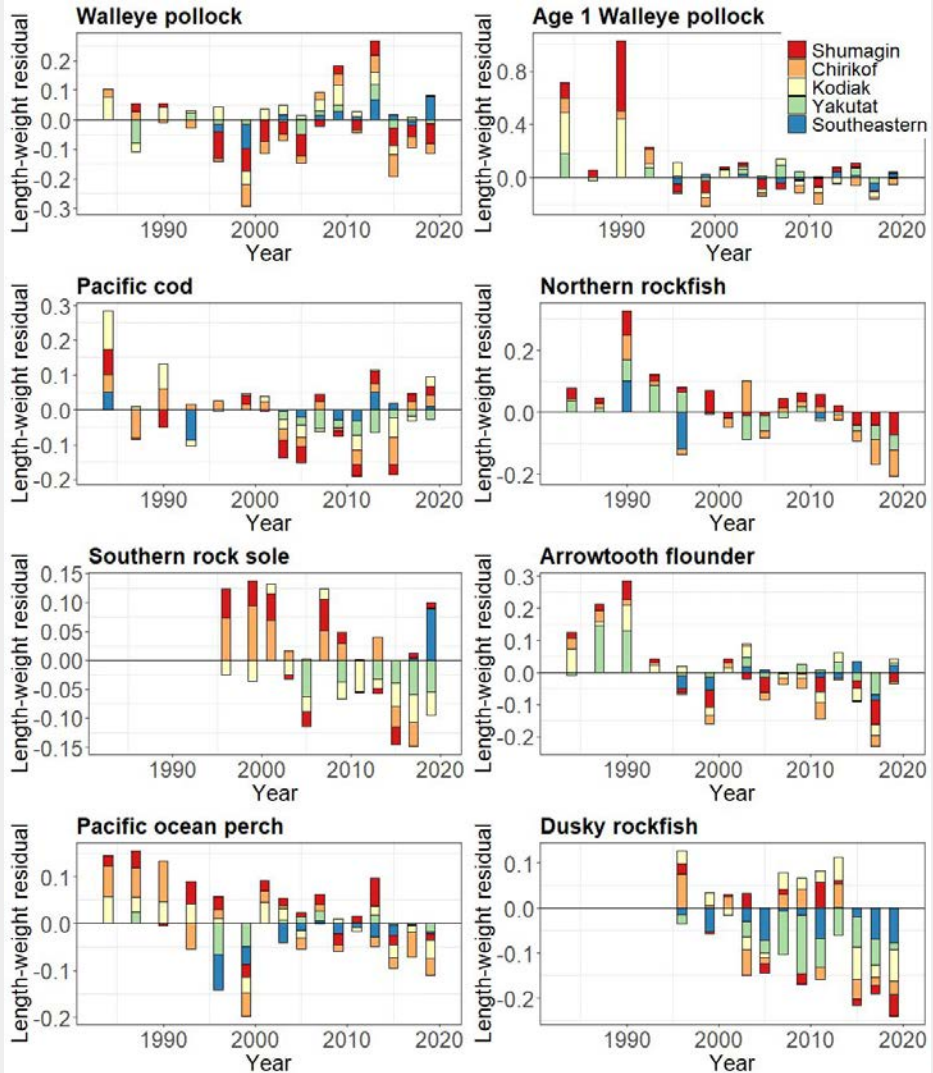 Walleye pollock
Length-weight residual
0.2
0.1
0.0
-0.1
-0.2
-0.3
1990
2000
2010
2020
Year
Age 1 Walleye pollock
Length-weight residual
0.8
0.4
0.0
1990
2000
2010
2020
Year
Shumagin
Chirikof
Kodiak
Yakutat
Southeastern
Pacific cod
Length-weight residual
0.3
0.2
0.1
0.0
-0.1
-0.2
1990
2000
2010
2020
Year
Northern rockfish
Length-weight residual
0.2
0.0
-0.2
1990
2000
2010
2020
Year
Southern rock sole
Length-weight residual
0.15
0.10
0.05
0.00
-0.05
-0.10
-0.15
1990
2000
2010
2020
Year
Arrowtooth flounder
Length-weight residual
0.3
0.2
0.1
0.0
-0.1
-0.2
1990
2000
2010
2020
Year
Pacific ocean perch
Length-weight residual
0.1
0.0
-0.1
-0.2
1990
2000
2010
2020
Year
Dusky rockfish
Length-weight residual
0.1
0.0
-0.1
-0.2
1990
2000
2010
2020
Year